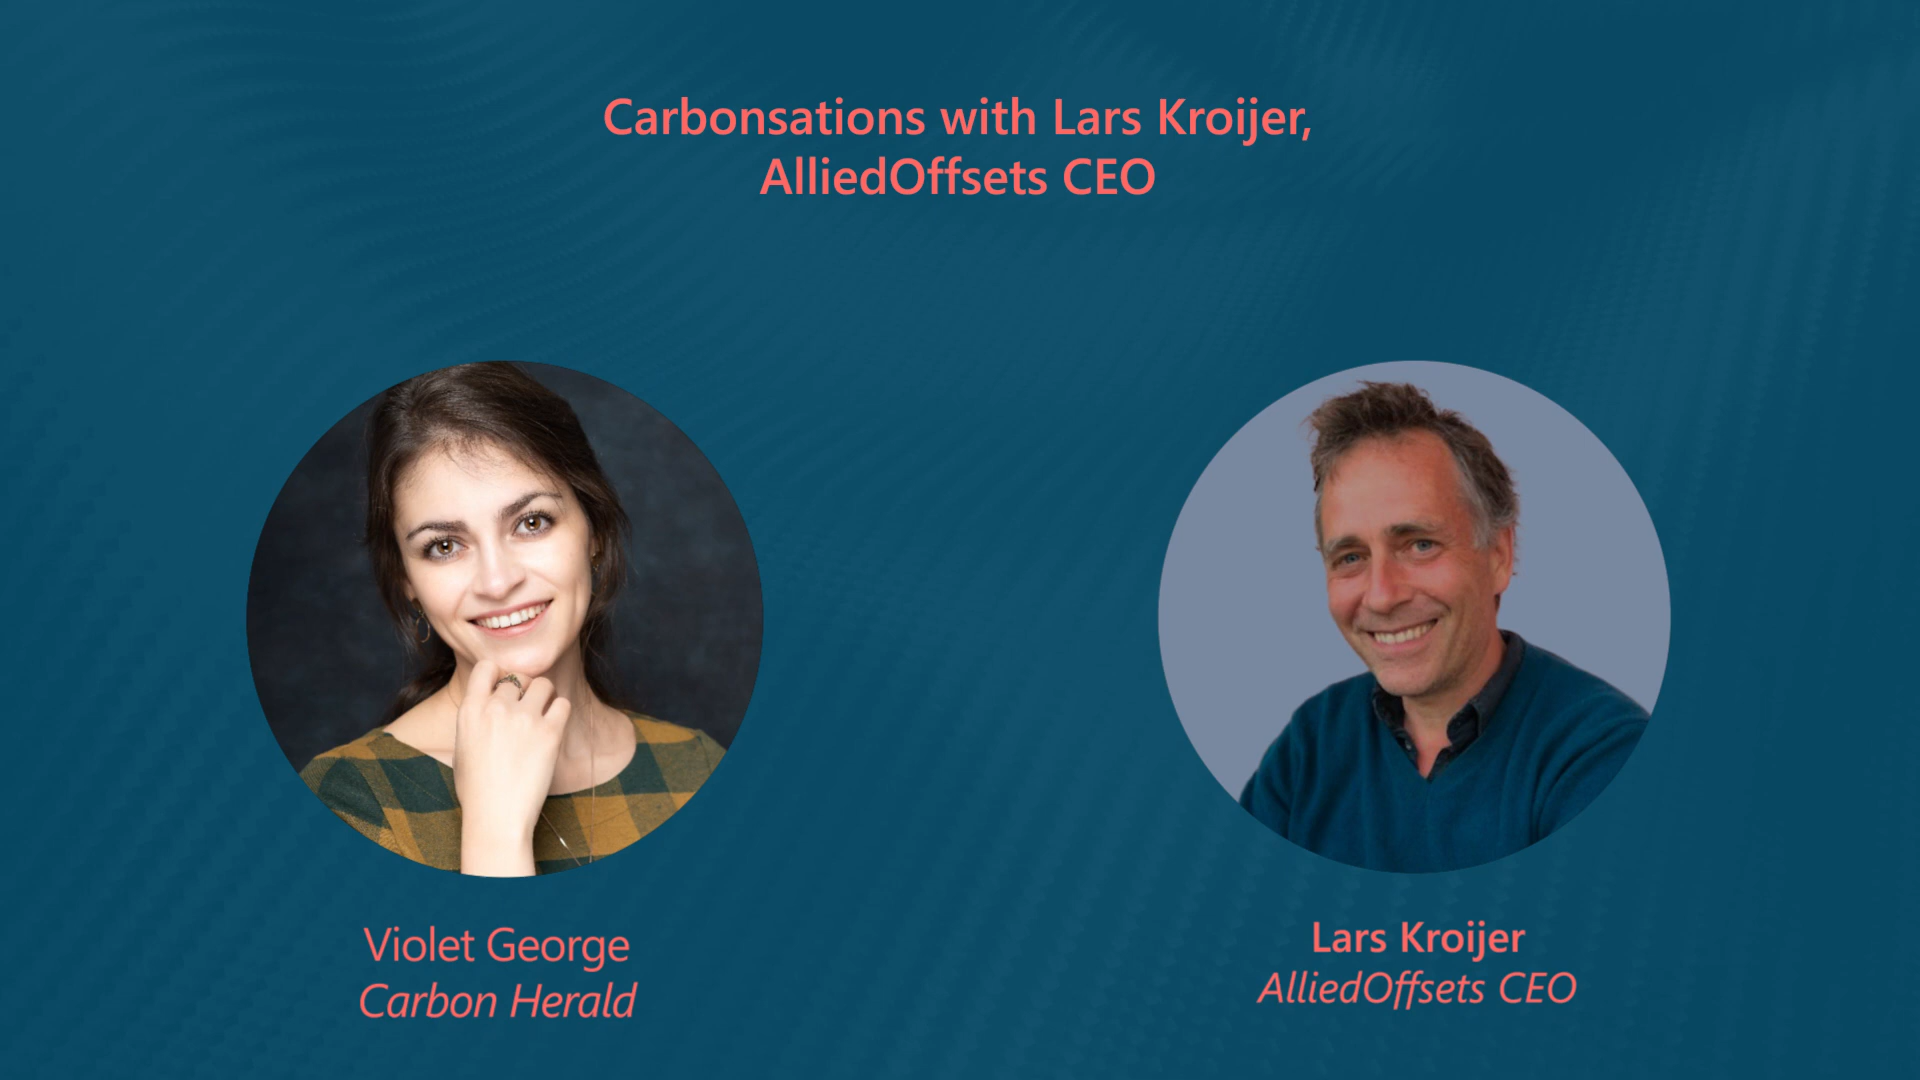 Carbonsations with Lars Kroijer,
AlliedOffsets CEO
Violet George
Carbon Herald
Lars Kroijer
AlliedOffsets CEO